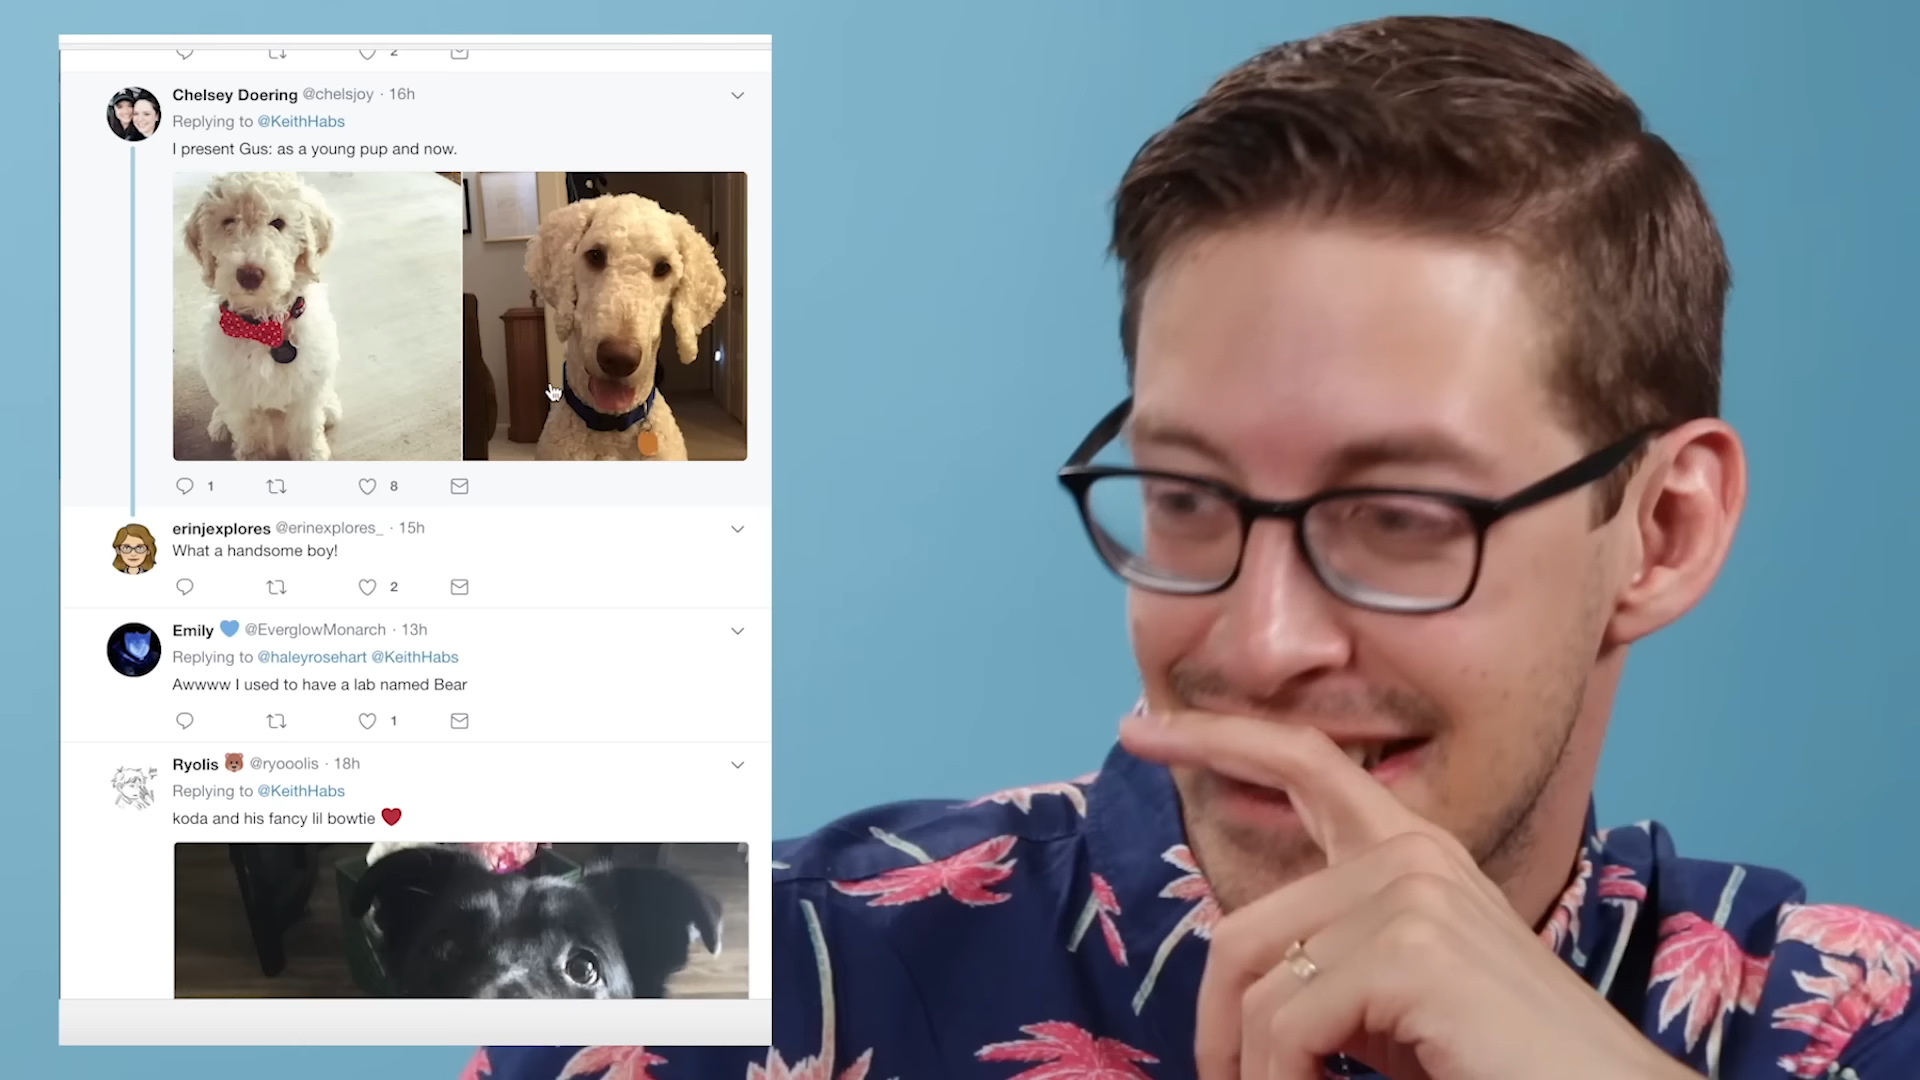 2
Chelsey Doering @chelsjoy · 16h
Replying to @KeithHabs
I present Gus: as a young pup and now.
1 8
erinjexplores @erinexplores_ · 15h
What a handsome boy!
2
Emily 💙 @EverglowMonarch · 13h
Replying to @haleyrosehart @KeithHabs
Awwww I used to have a lab named Bear
1
Ryolis 🐻 @ryooolis · 18h
Replying to @KeithHabs
koda and his fancy lil bowtie ❤️